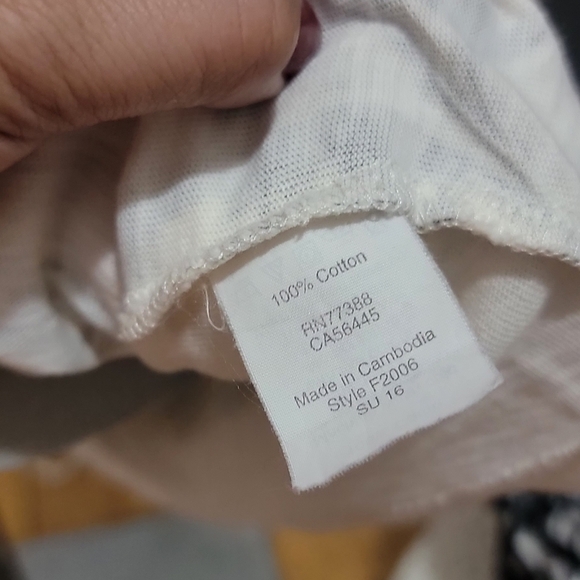 100% Cotton
RN77388
CA56445
Made in Cambodia
Style F2006
SU 16